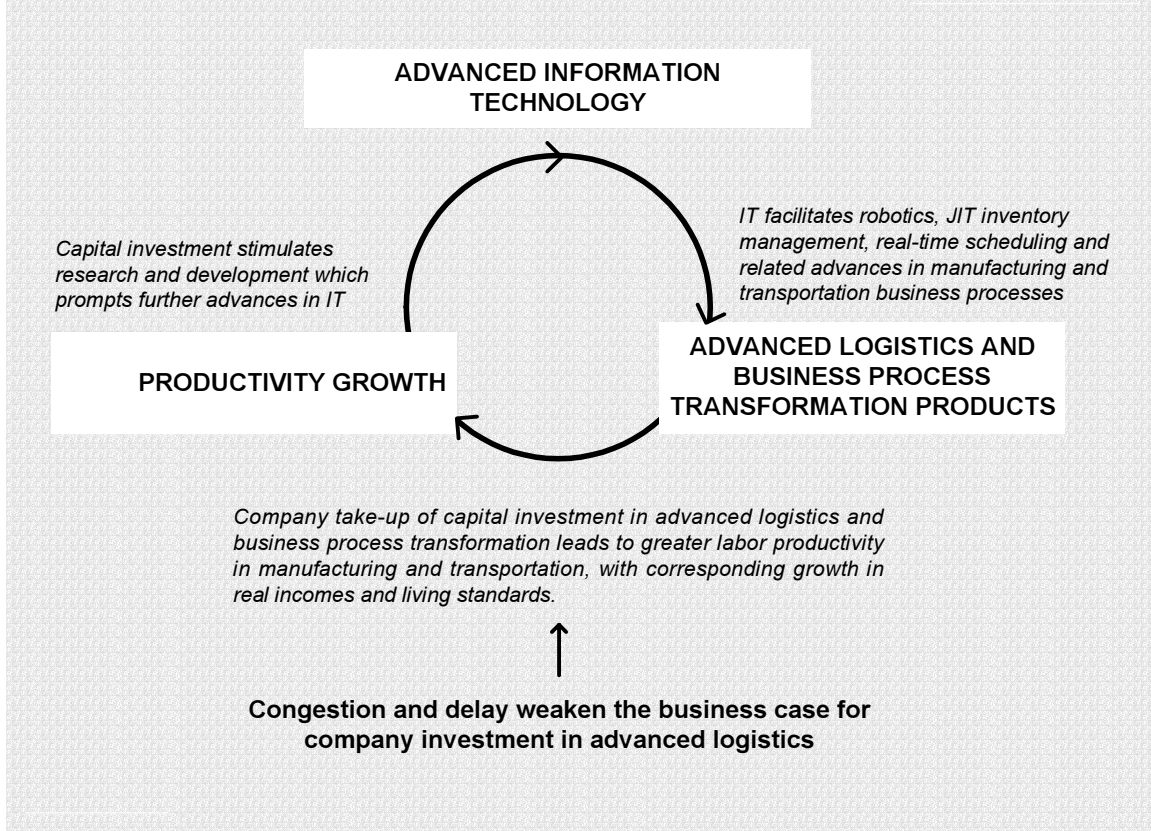 ADVANCED INFORMATION
TECHNOLOGY
IT facilitates robotics, JIT inventory
management, real-time scheduling and
related advances in manufacturing and
transportation business processes
Capital investment stimulates
research and development which
prompts further advances in IT
PRODUCTIVITY GROWTH
ADVANCED LOGISTICS AND
BUSINESS PROCESS
TRANSFORMATION PRODUCTS
Company take-up of capital investment in advanced logistics and
business process transformation leads to greater labor productivity
in manufacturing and transportation, with corresponding growth in
real incomes and living standards.
Congestion and delay weaken the business case for
company investment in advanced logistics